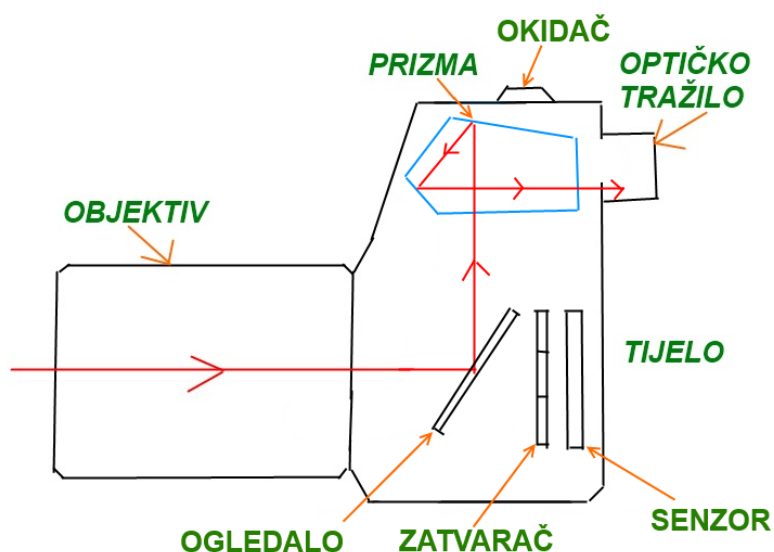 OKIDAČ
PRIZMA
OPTIČKO
TRAŽILO
OBJEKTIV
TIJELO
OGLEDALO
ZATVARAČ
SENZOR